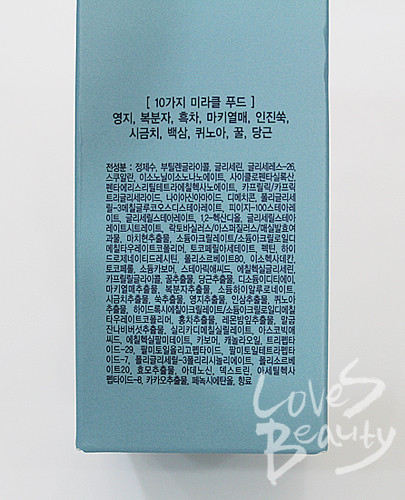 [ 10가지 미라클 푸드 ]
영지, 복분자, 흑차, 마키열매, 인진쑥,
시금치, 백삼, 퀴노아, 꿀, 당근
전성분 : 정제수, 부틸렌글라이콜, 글리세린, 글리세레스-26,
스쿠알란, 이소노닐이소노나노에이트, 사이클로펜타실록산,
펜타에리스리틸테트라에칠헥사노에이트, 카프릴릭/카프릭
트리글리세라이드, 나이아신아마이드, 디메치콘, 폴리글리세
릴-3메칠글루코오스디스테아레이트, 피이지-100스테아레
이트, 글리세릴스테아레이트, 1,2-헥산디올, 글리세릴스테아
레이트시트레이트, 락토바실러스/아스퍼질러스/매실발효여
과물, 마치현추출물, 소듐아크릴레이트/소듐아크릴로일디
메칠타우레이트코폴리머, 토코페릴아세테이트, 펙틴, 하이
드로제네이티드레시틴, 폴리소르베이트80, 이소헥사데칸,
토코페롤, 소듐카보머, 스테아릭애씨드, 에칠헥실글리세린,
카프릴릴글라이콜, 꿀추출물, 당근추출물, 디소듐이디티에이,
마키열매추출물, 복분자추출물, 소듐하이알루로네이트,
시금치추출물, 쑥추출물, 영지추출물, 인삼추출물, 퀴노아
추출물, 하이드록시에칠아크릴레이트/소듐아크릴로일디메칠
타우레이트코폴리머, 홍차추출물, 레몬밤잎추출물, 말굽
잔나비버섯추출물, 실리카디메칠실릴레이트, 아스코빅애
씨드, 에칠헥실팔미테이트, 카보머, 캐놀라오일, 트리펩타
이드-29, 팔미토일올리고펩타이드, 팔미토일테트라펩타이드
-7, 폴리글리세릴-3폴리리시놀리에이트, 폴리소르베
이트20, 효모추출물, 아데노신, 덱스트린, 아세틸헥사
펩타이드-8, 카카오추출물, 페녹시에탄올, 향료
Loves
Beauty